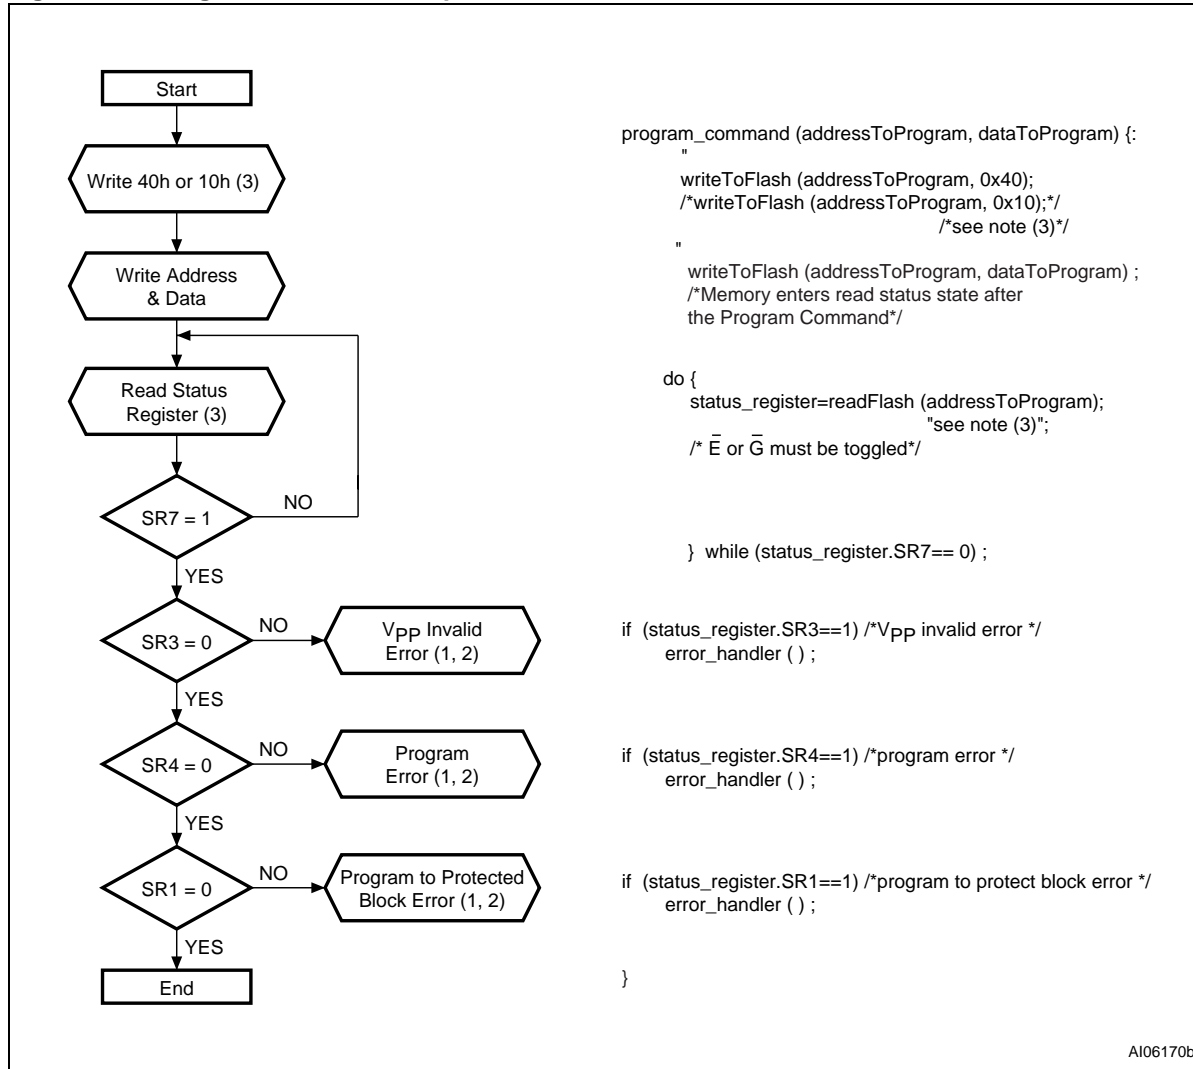 Start
Write 40h or 10h (3)
Write Address
& Data
Read Status
Register (3)
SR7 = 1
NO
YES
SR3 = 0
NO
VPP Invalid
Error (1, 2)
YES
SR4 = 0
NO
Program
Error (1, 2)
YES
SR1 = 0
NO
Program to Protected
Block Error (1, 2)
YES
End
program_command (addressToProgram, dataToProgram) {:
"
writeToFlash (addressToProgram, 0x40);
/*writeToFlash (addressToProgram, 0x10);*/
/*see note (3)*/
"
writeToFlash (addressToProgram, dataToProgram) ;
/*Memory enters read status state after
the Program Command*/
do {
status_register=readFlash (addressToProgram);
"see note (3)";
/* E̅ or G̅ must be toggled*/
} while (status_register.SR7== 0) ;
if (status_register.SR3==1) /*VPP invalid error */
error_handler ( ) ;
if (status_register.SR4==1) /*program error */
error_handler ( ) ;
if (status_register.SR1==1) /*program to protect block error */
error_handler ( ) ;
}
AI06170b